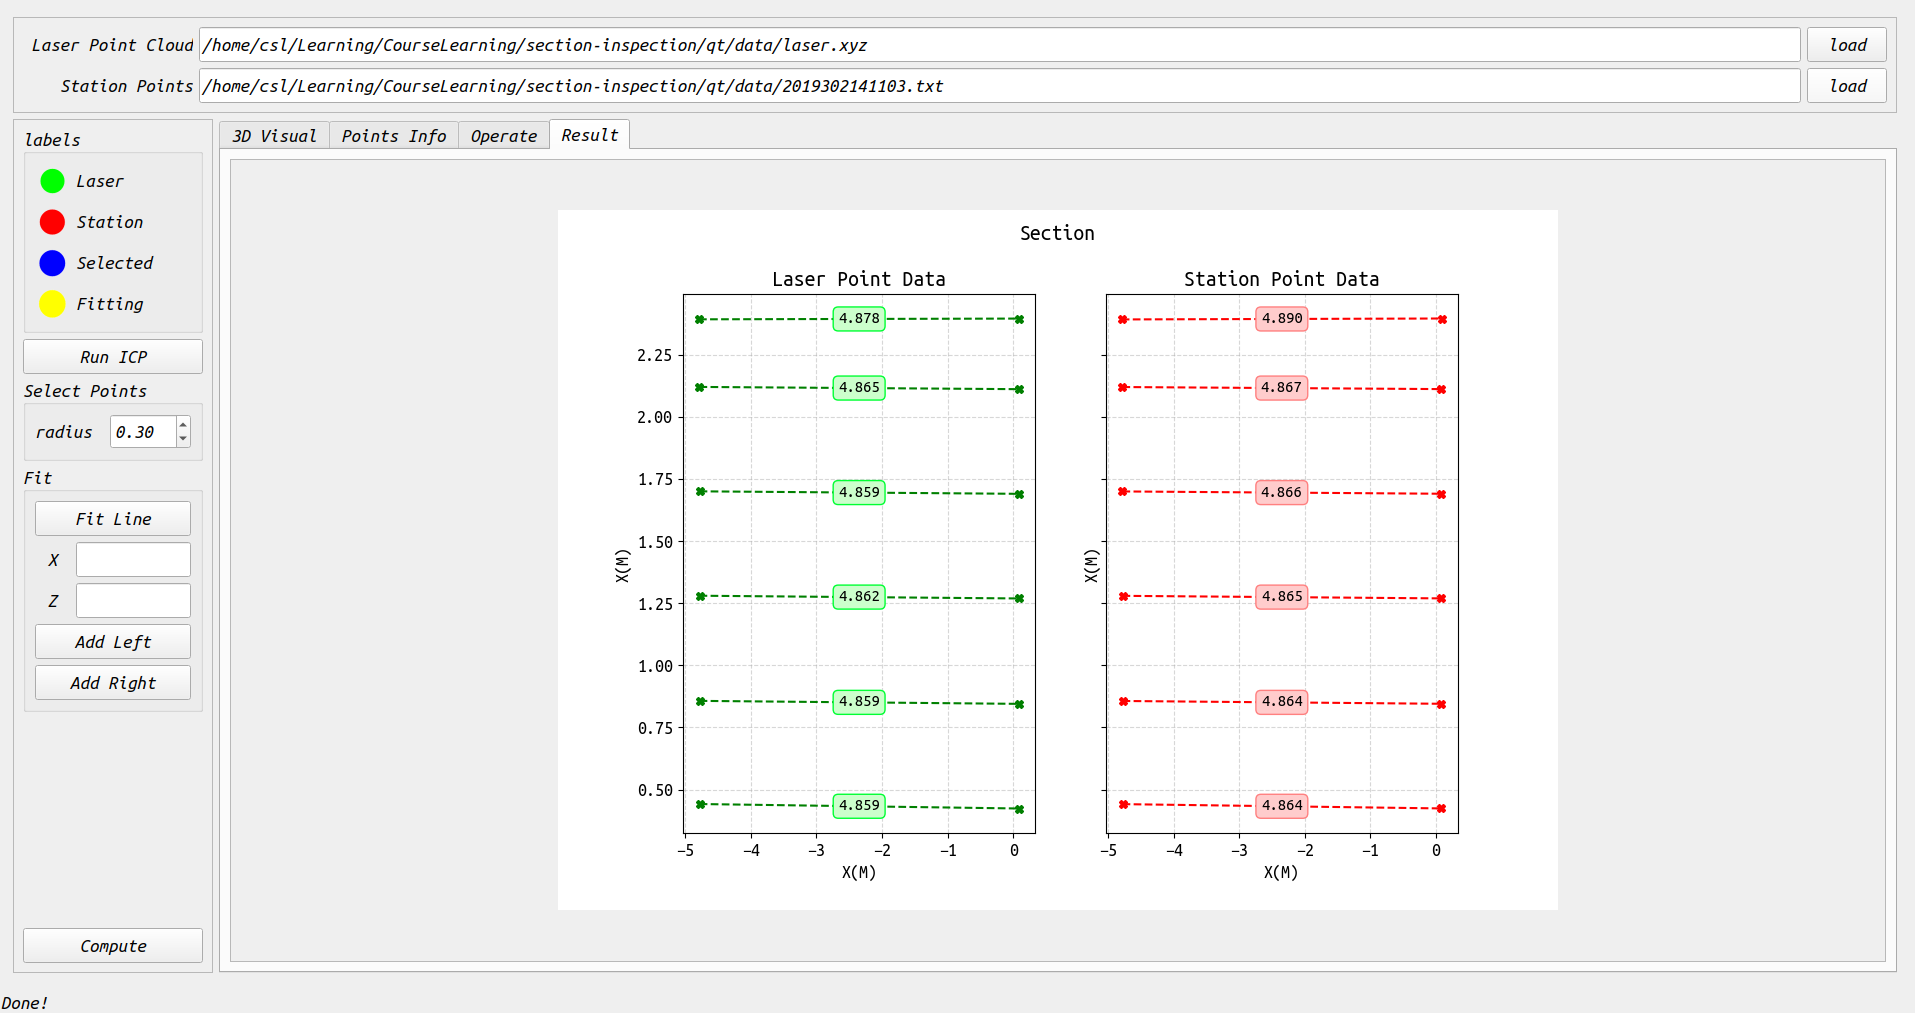 Laser Point Cloud /home/csl/Learning/CourseLearning/section-inspection/qt/data/laser.xyz load
Station Points /home/csl/Learning/CourseLearning/section-inspection/qt/data/2019302141103.txt load
labels
Laser
Station
Selected
Fitting
Run ICP
Select Points
radius 0.30
Fit
Fit Line
X
Z
Add Left
Add Right
Compute
3D Visual Points Info Operate Result
Section
Laser Point Data
4.878
4.865
4.859
4.862
4.859
4.859
2.25
2.00
1.75
1.50
1.25
1.00
0.75
0.50
X(M)
−5 −4 −3 −2 −1 0
X(M)
Station Point Data
4.890
4.867
4.866
4.865
4.864
4.864
X(M)
−5 −4 −3 −2 −1 0
X(M)
Done!